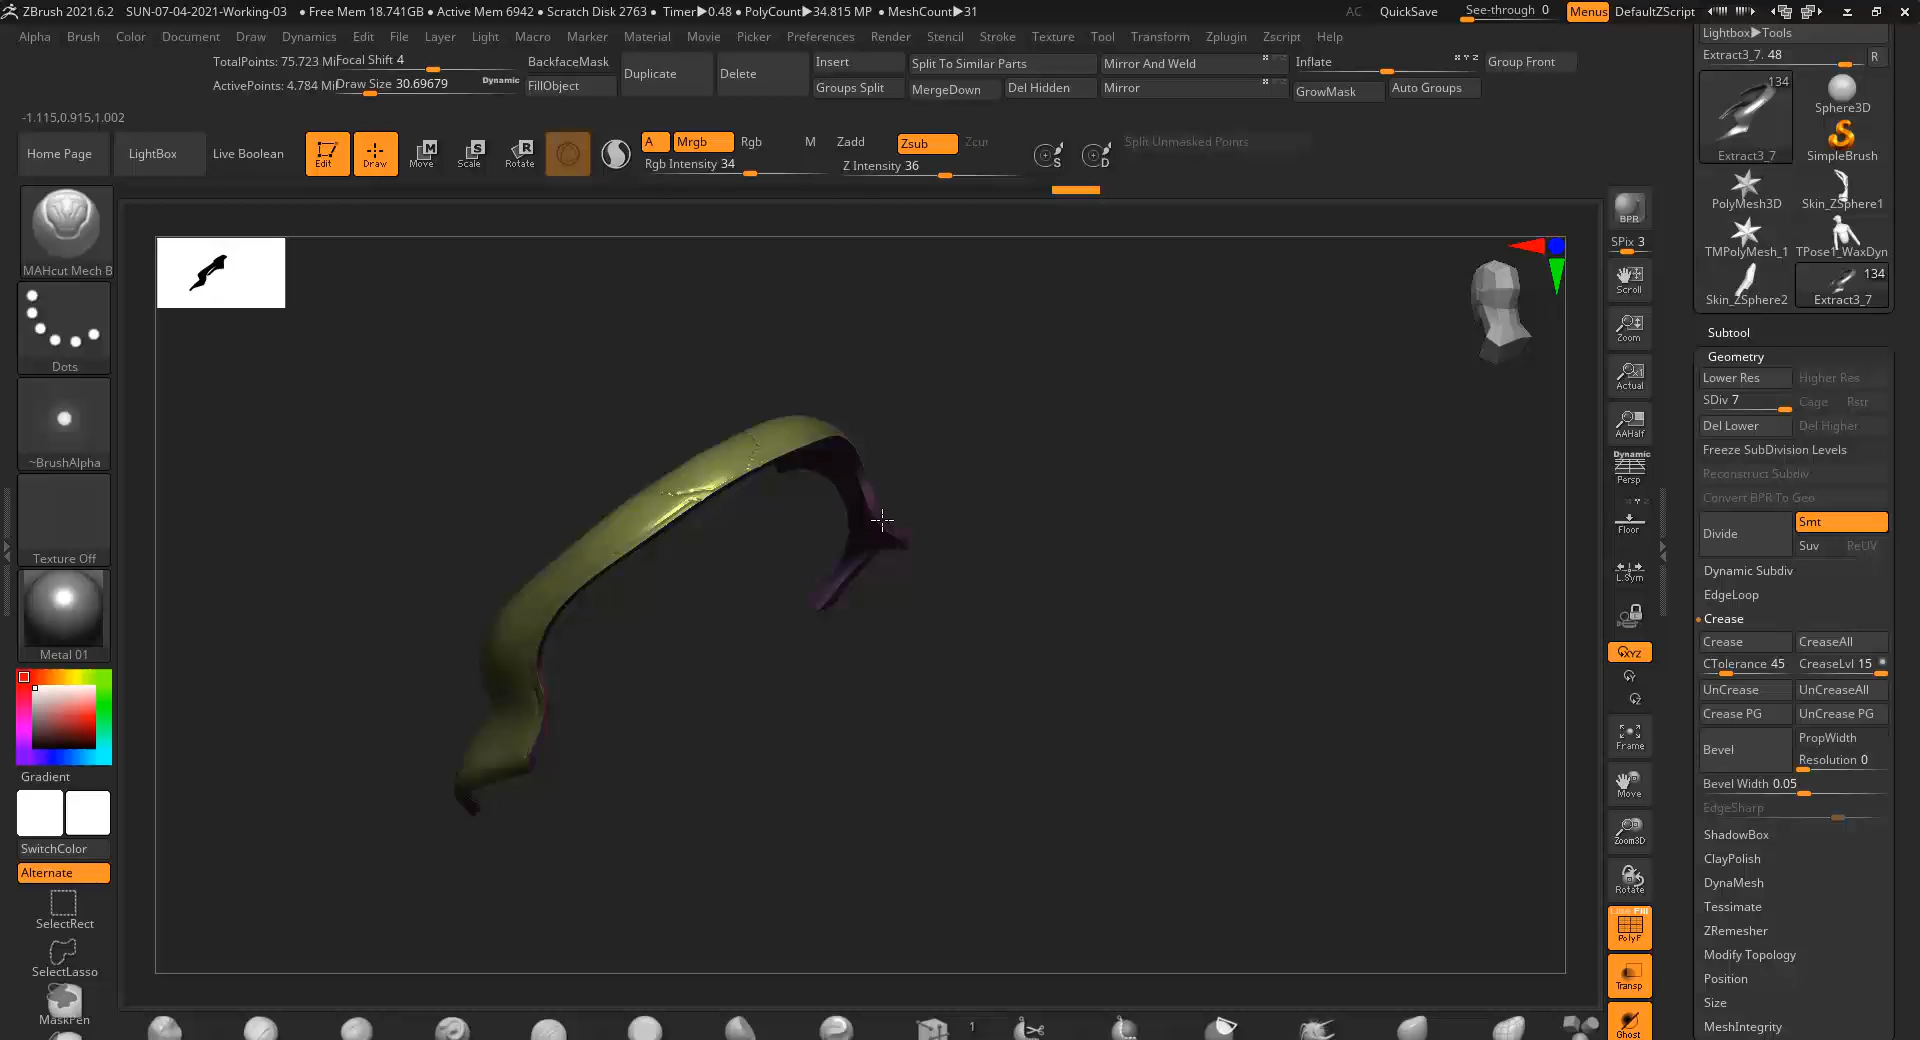 ZBrush 2021.6.2 SUN-07-04-2021-Working-03 • Free Mem 18.741GB • Active Mem 6942 • Scratch Disk 2763 • Timer▶0.48 • PolyCount▶34.815 MP • MeshCount▶31 AC QuickSave See-through 0 Menus DefaultZScript
Alpha Brush Color Document Draw Dynamics Edit File Layer Light Macro Marker Material Movie Picker Preferences Render Stencil Stroke Texture Tool Transform Zplugin Zscript Help
Lightbox▶Tools
Extract3_7. 48 R
TotalPoints: 75.723 Mi Focal Shift 4 BackfaceMask Duplicate Delete Insert Split To Similar Parts Mirror And Weld Inflate Group Front
ActivePoints: 4.784 Mil Draw Size 30.69679 Dynamic FillObject Groups Split MergeDown Del Hidden Mirror GrowMask Auto Groups
-1.115,0.915,1.002
Home Page LightBox Live Boolean Edit Draw Move Scale Rotate A Mrgb Rgb M Zadd Zsub Zcut Split Unmasked Points
Rgb Intensity 34 Z Intensity 36
134
Sphere3D
Extract3_7 SimpleBrush
PolyMesh3D Skin_ZSphere1
TMPolyMesh_1 TPose1_WaxDyn
134
Skin_ZSphere2 Extract3_7
MAHcut Mech B
Dots
~BrushAlpha
Texture Off
Metal 01
Gradient
SwitchColor
Alternate
SelectRect
SelectLasso
MaskPen
BPR
SPix 3
Scroll
Zoom
Actual
AAHalf
Dynamic
Persp
Floor
L.Sym
XYZ
Y
Z
Frame
Move
Zoom3D
Rotate
Line Fill
PolyF
Transp
Ghost
Subtool
Geometry
Lower Res Higher Res
SDiv 7 Cage Rstr
Del Lower Del Higher
Freeze SubDivision Levels
Reconstruct Subdiv
Convert BPR To Geo
Divide Smt
Suv ReUV
Dynamic Subdiv
EdgeLoop
Crease
Crease CreaseAll
CTolerance 45 CreaseLvl 15
UnCrease UnCreaseAll
Crease PG UnCrease PG
Bevel PropWidth
Resolution 0
Bevel Width 0.05
EdgeSharp
ShadowBox
ClayPolish
DynaMesh
Tessimate
ZRemesher
Modify Topology
Position
Size
MeshIntegrity
1